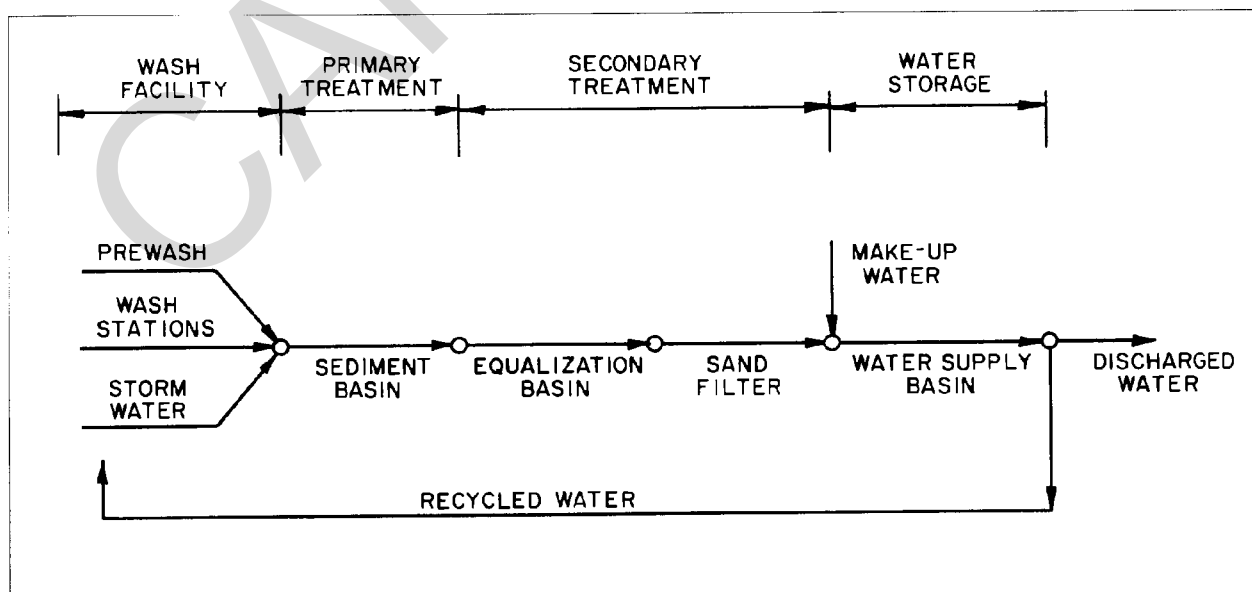 WASH
FACILITY
PRIMARY
TREATMENT
SECONDARY
TREATMENT
WATER
STORAGE
PREWASH
WASH
STATIONS
STORM
WATER
SEDIMENT
BASIN
EQUALIZATION
BASIN
SAND
FILTER
MAKE-UP
WATER
WATER SUPPLY
BASIN
DISCHARGED
WATER
RECYCLED WATER